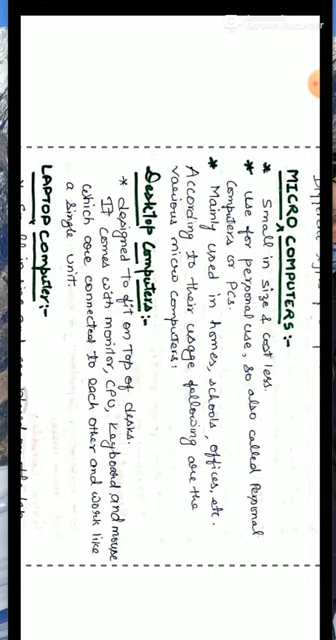 MICRO COMPUTERS:-
* Small in size & cost less
* Use for personal use, so also called Personal
Computers or PCs.
* Mainly used in homes, schools, offices, etc.
According to their usage following are the
various micro computers:
Desktop Computers:-
* designed to fit on Top of desks.
It comes with monitor, CPU, Keyboard and mouse
which are connected to each other and work like
a single unit.
LAPTOP Computer:-